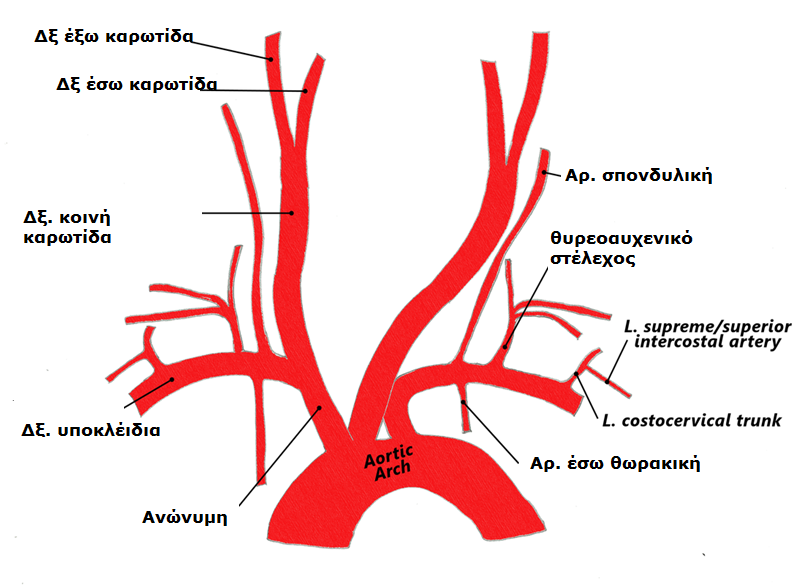 Δξ έξω καρωτίδα
Δξ έσω καρωτίδα
Αρ. σπονδυλική
Δξ. κοινή
καρωτίδα
θυρεοαυχενικό
στέλεχος
L. supreme/superior
intercostal artery
L. costocervical trunk
Δξ. υποκλείδια
Aortic
Arch
Αρ. έσω θωρακική
Ανώνυμη